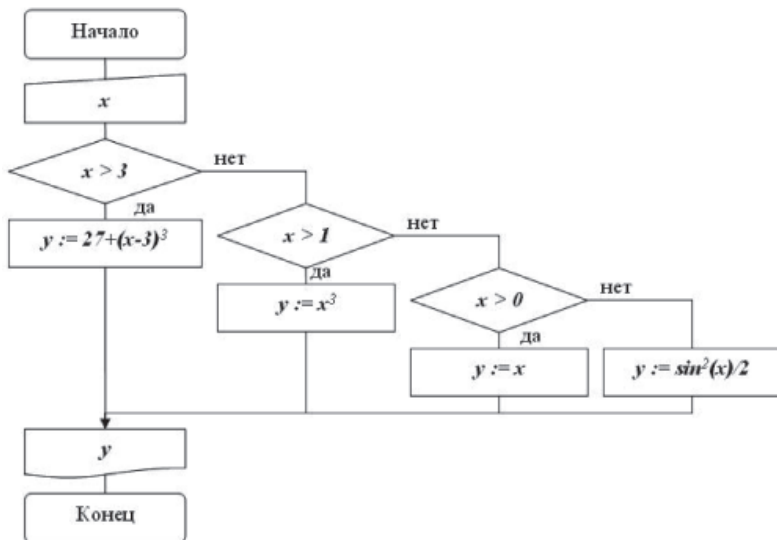 Начало
x
x > 3
нет
да
y := 27+(x-3)³
x > 1
нет
да
y := x³
x > 0
нет
да
y := x
y := sin²(x)/2
y
Конец